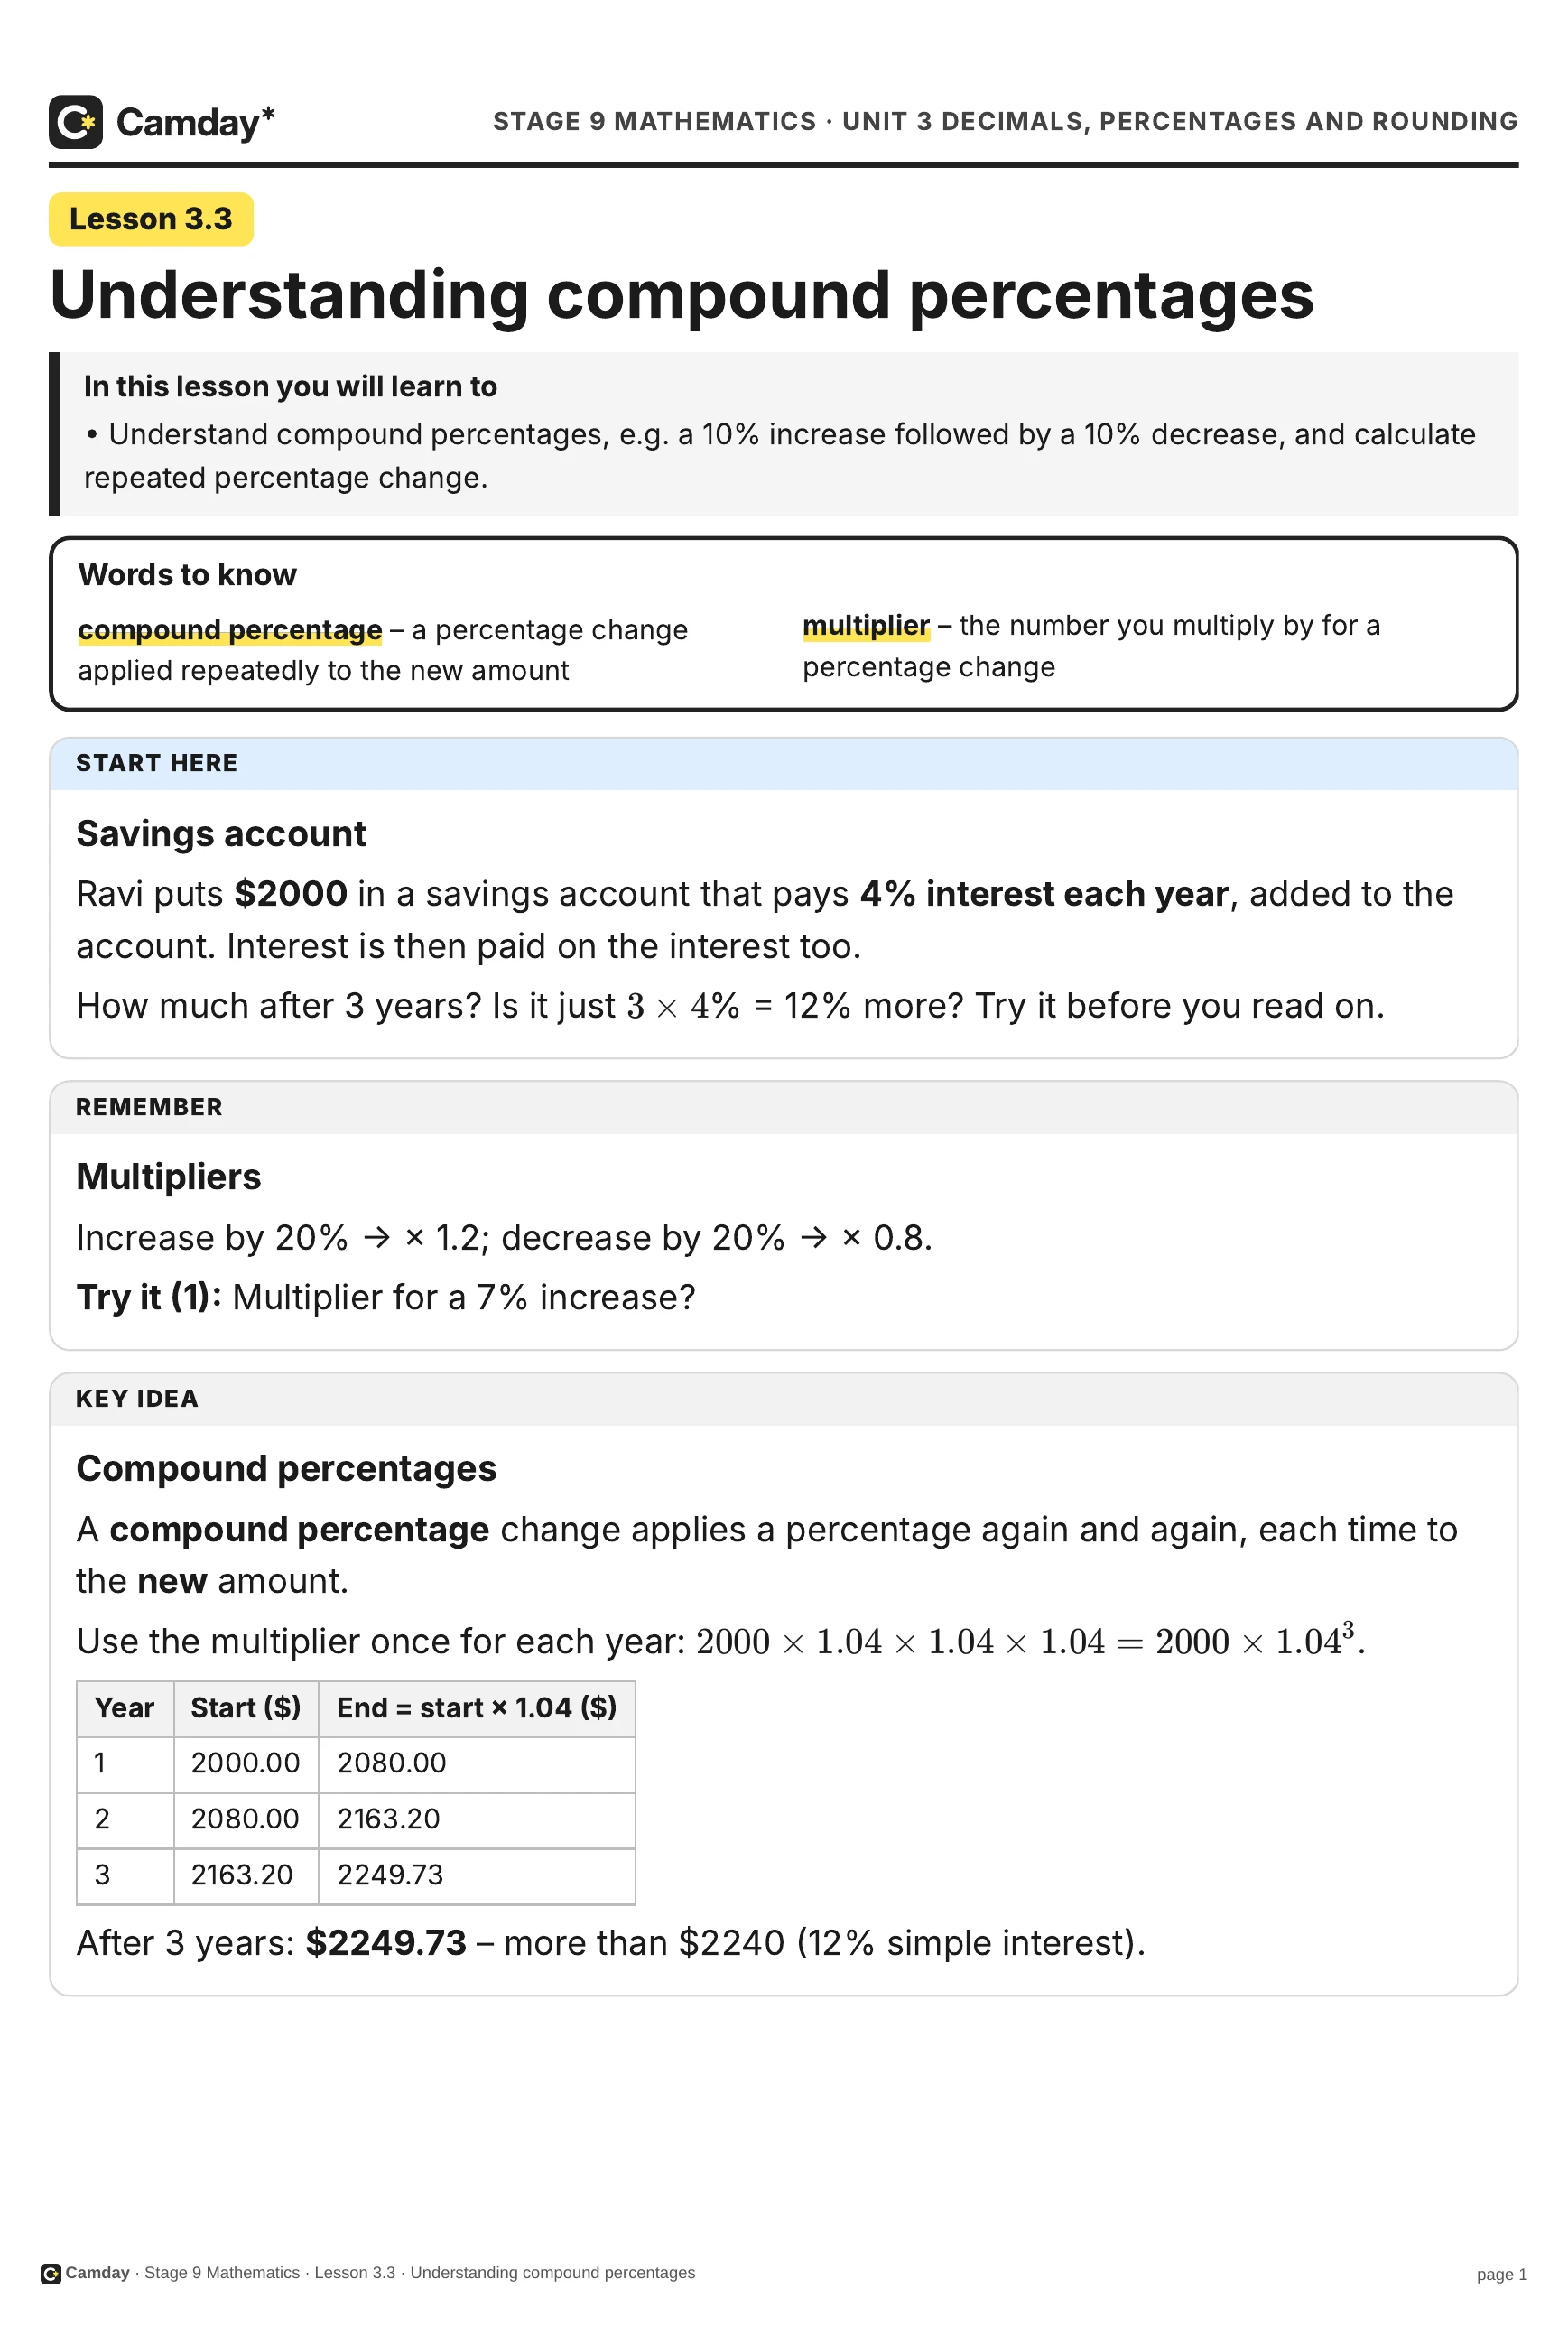 Camday*
STAGE 9 MATHEMATICS · UNIT 3 DECIMALS, PERCENTAGES AND ROUNDING
Lesson 3.3
Understanding compound percentages
In this lesson you will learn to
• Understand compound percentages, e.g. a 10% increase followed by a 10% decrease, and calculate
repeated percentage change.
Words to know
compound percentage – a percentage change
applied repeatedly to the new amount
multiplier – the number you multiply by for a
percentage change
START HERE
Savings account
Ravi puts $2000 in a savings account that pays 4% interest each year, added to the
account. Interest is then paid on the interest too.
How much after 3 years? Is it just 3 × 4% = 12% more? Try it before you read on.
REMEMBER
Multipliers
Increase by 20% → × 1.2; decrease by 20% → × 0.8.
Try it (1): Multiplier for a 7% increase?
KEY IDEA
Compound percentages
A compound percentage change applies a percentage again and again, each time to
the new amount.
Use the multiplier once for each year: 2000 × 1.04 × 1.04 × 1.04 = 2000 × 1.04³.
Year Start ($) End = start × 1.04 ($)
1 2000.00 2080.00
2 2080.00 2163.20
3 2163.20 2249.73
After 3 years: $2249.73 – more than $2240 (12% simple interest).
Camday · Stage 9 Mathematics · Lesson 3.3 · Understanding compound percentages
page 1